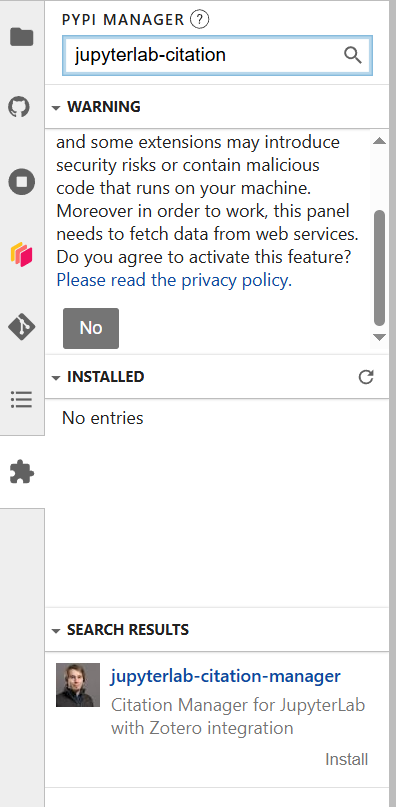 PYPI MANAGER ?
jupyterlab-citation
WARNING
and some extensions may introduce
security risks or contain malicious
code that runs on your machine.
Moreover in order to work, this panel
needs to fetch data from web services.
Do you agree to activate this feature?
Please read the privacy policy.
No
INSTALLED
No entries
SEARCH RESULTS
jupyterlab-citation-manager
Citation Manager for JupyterLab
with Zotero integration
Install